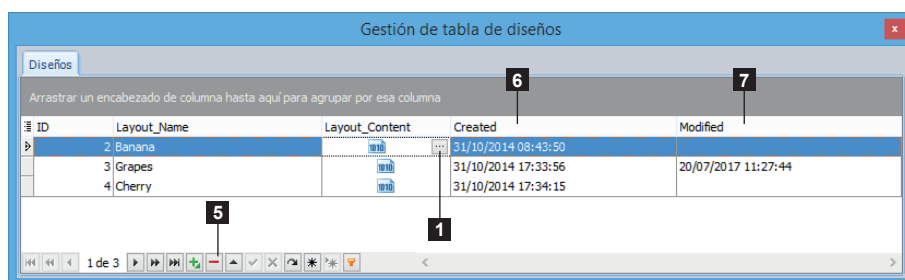 Gestión de tabla de diseños
x
Diseños
6
7
Arrastrar un encabezado de columna hasta aquí para agrupar por esa columna
ID Layout_Name Layout_Content Created Modified
2 Banana 1010 ... 31/10/2014 08:43:50
3 Grapes 1010 31/10/2014 17:33:56 20/07/2017 11:27:44
4 Cherry 1010 31/10/2014 17:34:15
5
1
1 de 3